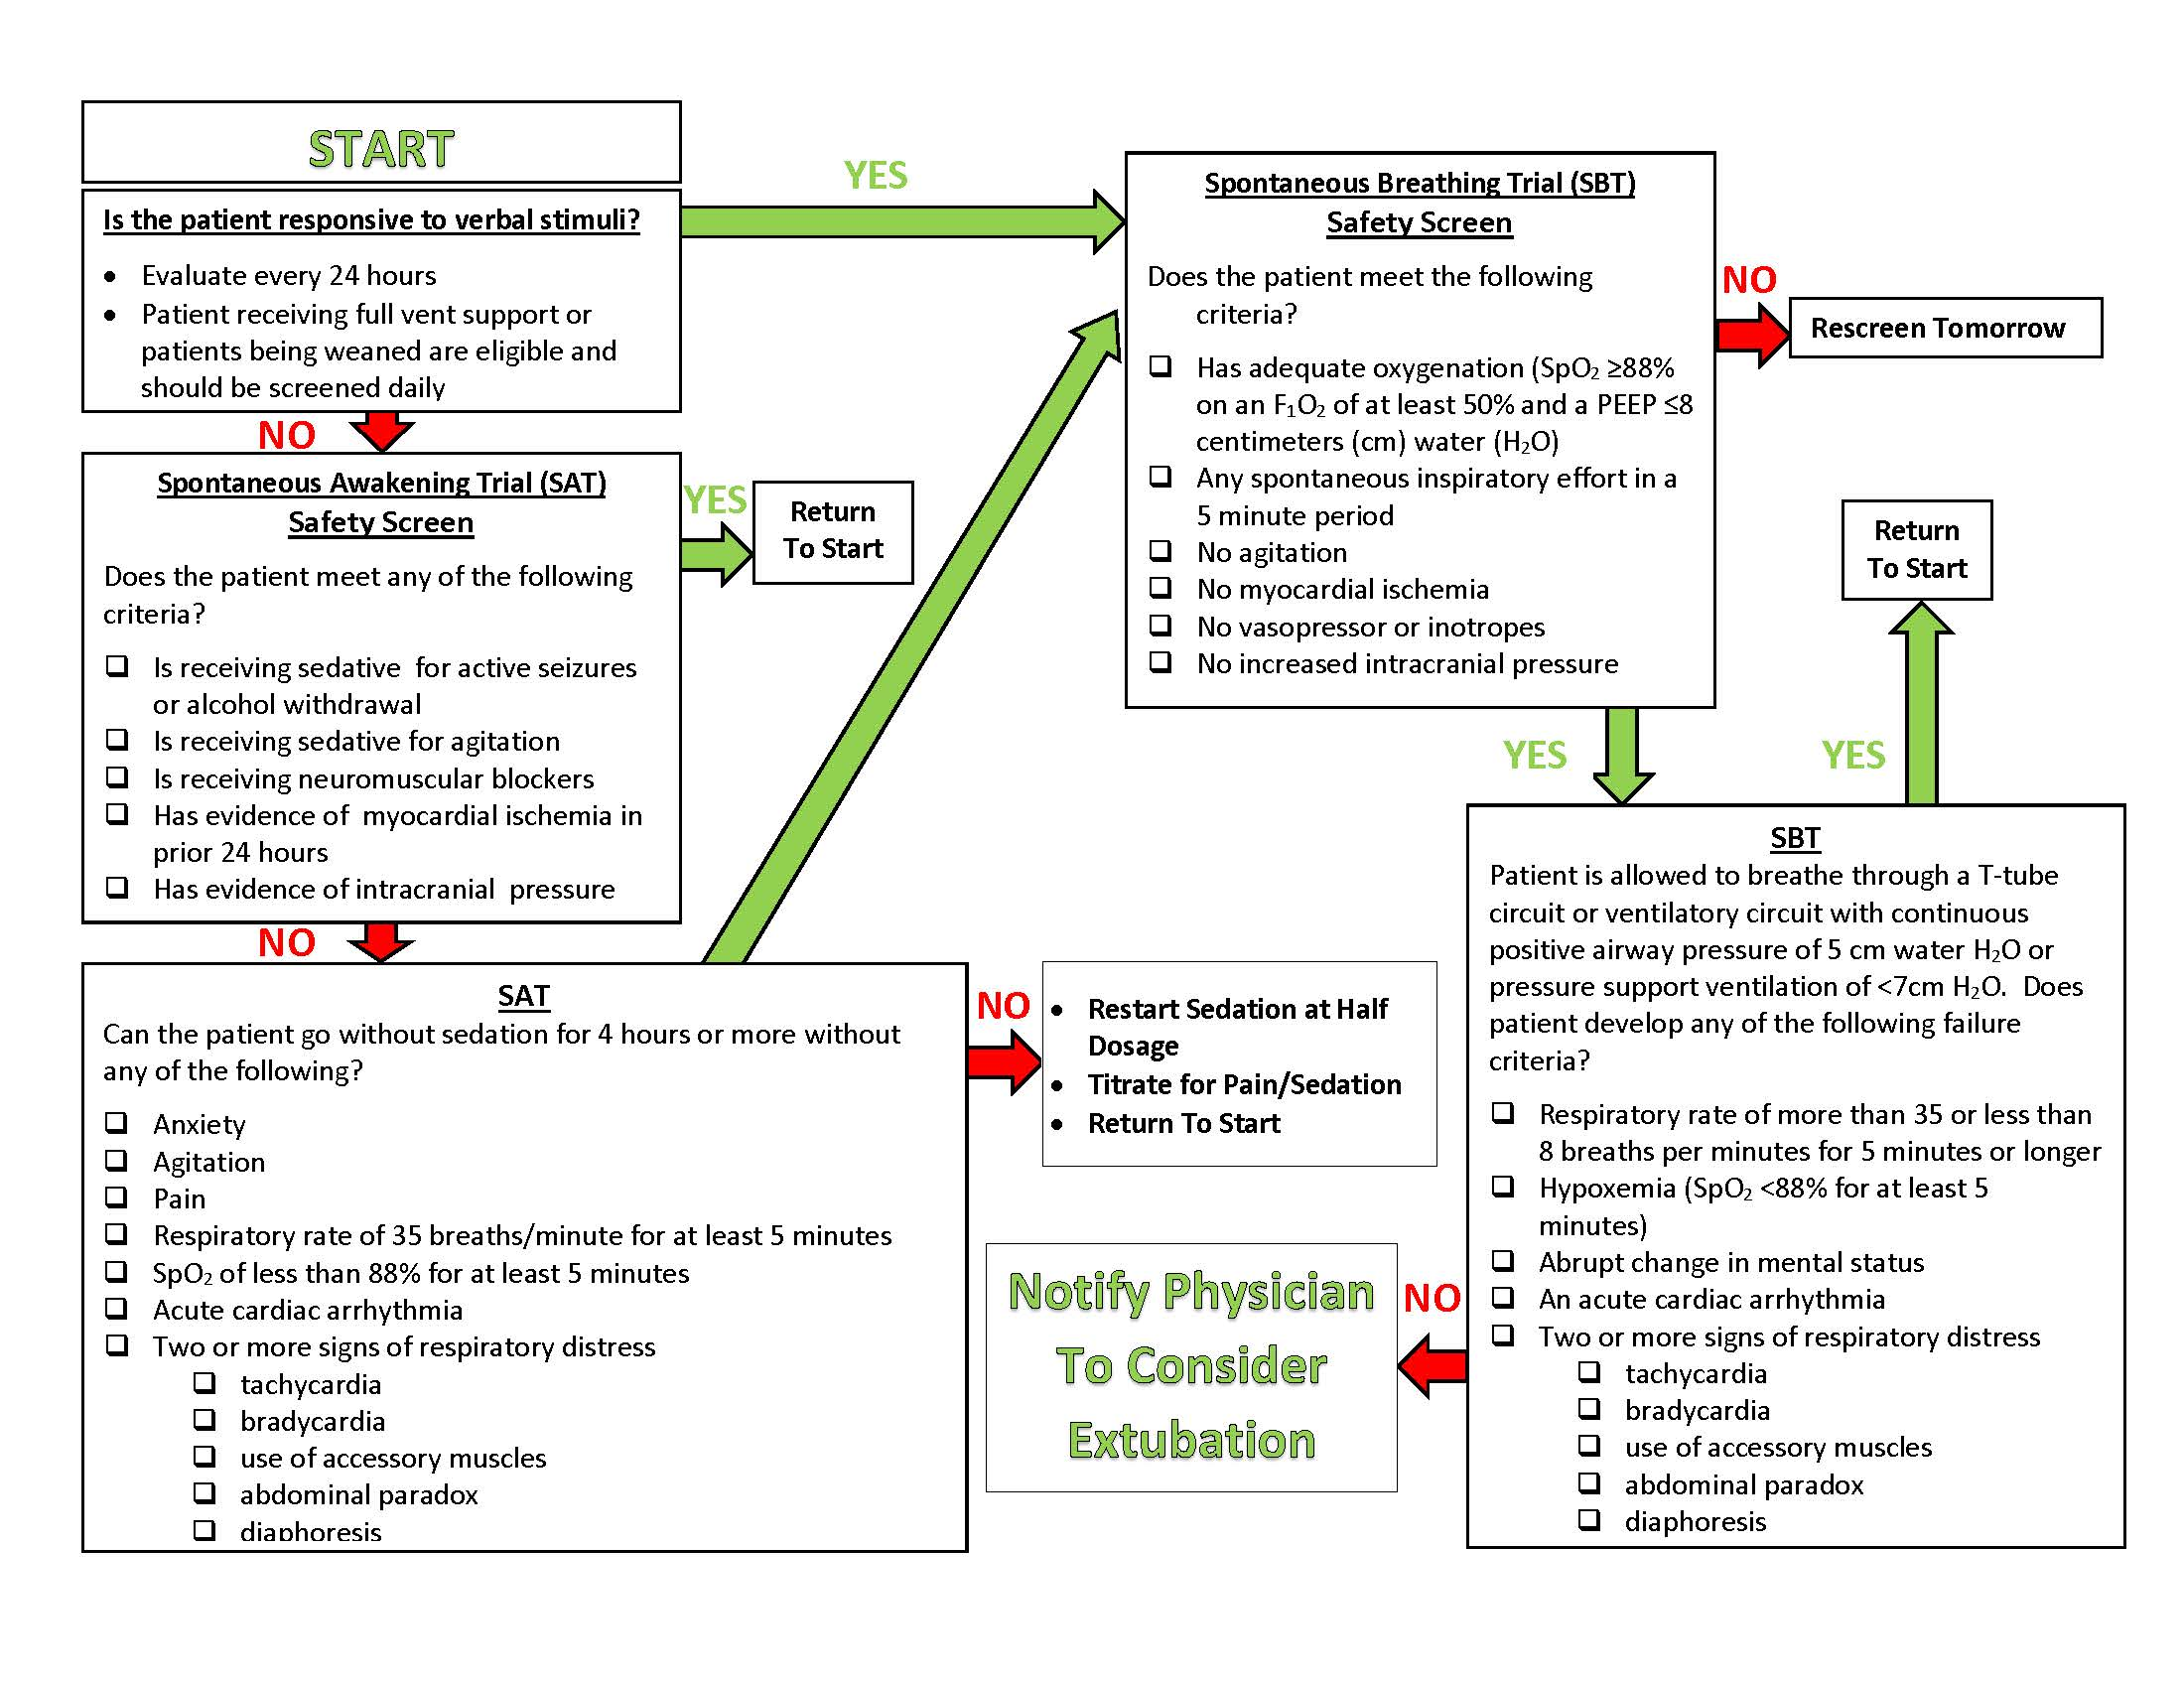 START
Is the patient responsive to verbal stimuli?
• Evaluate every 24 hours
• Patient receiving full vent support or
patients being weaned are eligible and
should be screened daily
YES
NO
Spontaneous Awakening Trial (SAT)
Safety Screen
Does the patient meet any of the following
criteria?
❑ Is receiving sedative  for active seizures
or alcohol withdrawal
❑ Is receiving sedative for agitation
❑ Is receiving neuromuscular blockers
❑ Has evidence of  myocardial ischemia in
prior 24 hours
❑ Has evidence of intracranial  pressure
YES
Return
To Start
NO
SAT
Can the patient go without sedation for 4 hours or more without
any of the following?
❑ Anxiety
❑ Agitation
❑ Pain
❑ Respiratory rate of 35 breaths/minute for at least 5 minutes
❑ SpO₂ of less than 88% for at least 5 minutes
❑ Acute cardiac arrhythmia
❑ Two or more signs of respiratory distress
❑ tachycardia
❑ bradycardia
❑ use of accessory muscles
❑ abdominal paradox
❑ diaphoresis
NO
• Restart Sedation at Half
Dosage
• Titrate for Pain/Sedation
• Return To Start
Spontaneous Breathing Trial (SBT)
Safety Screen
Does the patient meet the following
criteria?
❑ Has adequate oxygenation (SpO₂ ≥88%
on an F₁O₂ of at least 50% and a PEEP ≤8
centimeters (cm) water (H₂O)
❑ Any spontaneous inspiratory effort in a
5 minute period
❑ No agitation
❑ No myocardial ischemia
❑ No vasopressor or inotropes
❑ No increased intracranial pressure
NO
Rescreen Tomorrow
YES
SBT
Patient is allowed to breathe through a T-tube
circuit or ventilatory circuit with continuous
positive airway pressure of 5 cm water H₂O or
pressure support ventilation of <7cm H₂O.  Does
patient develop any of the following failure
criteria?
❑ Respiratory rate of more than 35 or less than
8 breaths per minutes for 5 minutes or longer
❑ Hypoxemia (SpO₂ <88% for at least 5
minutes)
❑ Abrupt change in mental status
❑ An acute cardiac arrhythmia
❑ Two or more signs of respiratory distress
❑ tachycardia
❑ bradycardia
❑ use of accessory muscles
❑ abdominal paradox
❑ diaphoresis
YES
Return
To Start
NO
Notify Physician
To Consider
Extubation